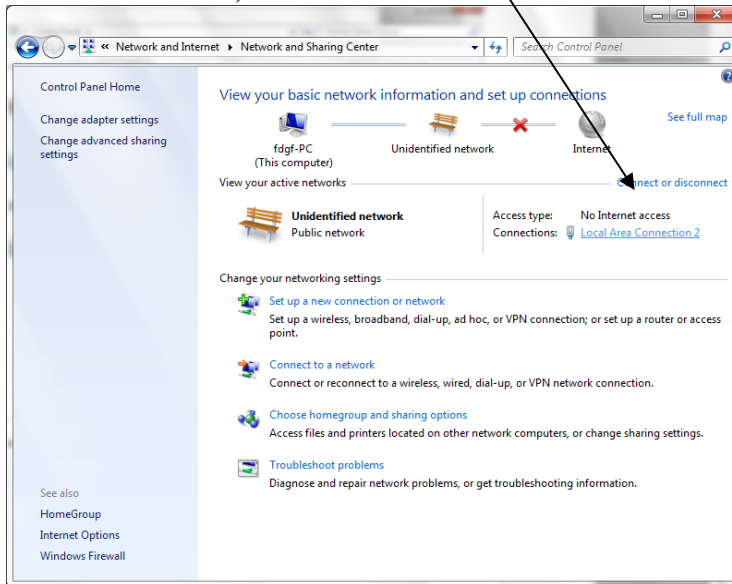 « Network and Internet ▸ Network and Sharing Center
Search Control Panel
Control Panel Home
Change adapter settings
Change advanced sharing
settings
See also
HomeGroup
Internet Options
Windows Firewall
View your basic network information and set up connections
See full map
fdgf-PC
(This computer)
Unidentified network
Internet
View your active networks
Connect or disconnect
Unidentified network
Public network
Access type: No Internet access
Connections: Local Area Connection 2
Change your networking settings
Set up a new connection or network
Set up a wireless, broadband, dial-up, ad hoc, or VPN connection; or set up a router or access
point.
Connect to a network
Connect or reconnect to a wireless, wired, dial-up, or VPN network connection.
Choose homegroup and sharing options
Access files and printers located on other network computers, or change sharing settings.
Troubleshoot problems
Diagnose and repair network problems, or get troubleshooting information.